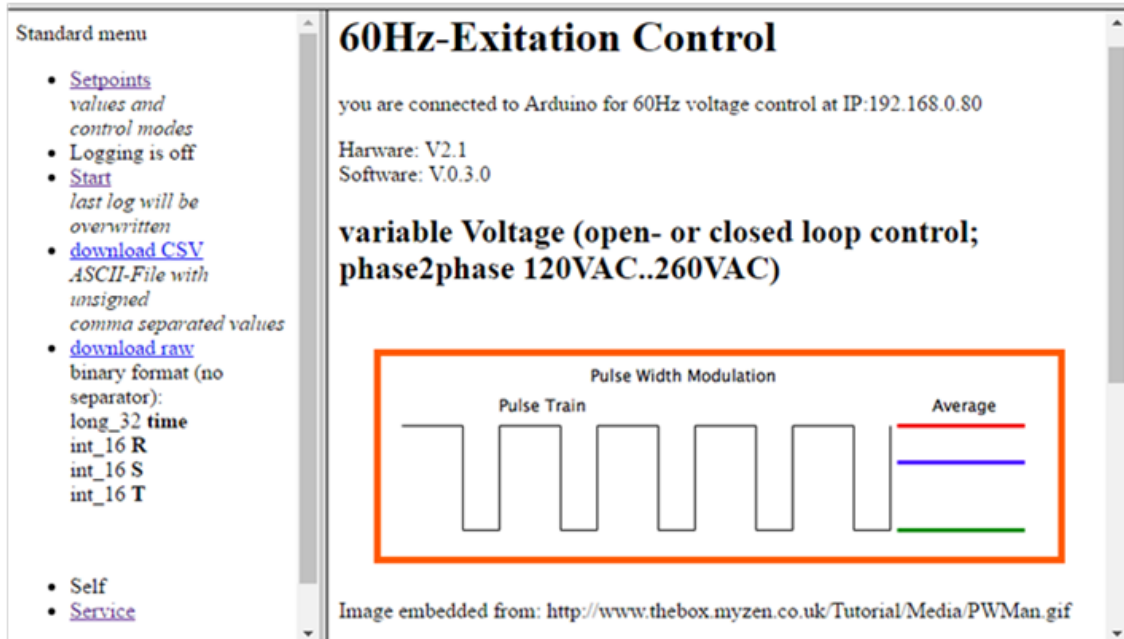 Standard menu
Setpoints
values and
control modes
Logging is off
Start
last log will be
overwritten
download CSV
ASCII-File with
unsigned
comma separated values
download raw
binary format (no
separator):
long_32 time
int_16 R
int_16 S
int_16 T
Self
Service
60Hz-Exitation Control
you are connected to Arduino for 60Hz voltage control at IP:192.168.0.80
Harware: V2.1
Software: V.0.3.0
variable Voltage (open- or closed loop control;
phase2phase 120VAC..260VAC)
Pulse Width Modulation
Pulse Train
Average
Image embedded from: http://www.thebox.myzen.co.uk/Tutorial/Media/PWMan.gif